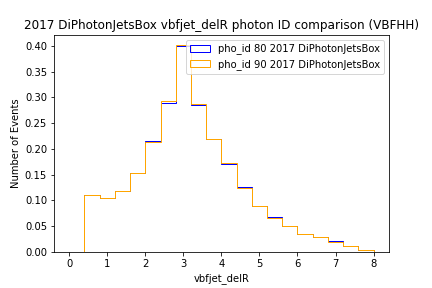 2017 DiPhotonJetsBox vbfjet_delR photon ID comparison (VBFHH)
pho_id 80 2017 DiPhotonJetsBox
pho_id 90 2017 DiPhotonJetsBox
Number of Events
0.40
0.35
0.30
0.25
0.20
0.15
0.10
0.05
0.00
0 1 2 3 4 5 6 7 8
vbfjet_delR